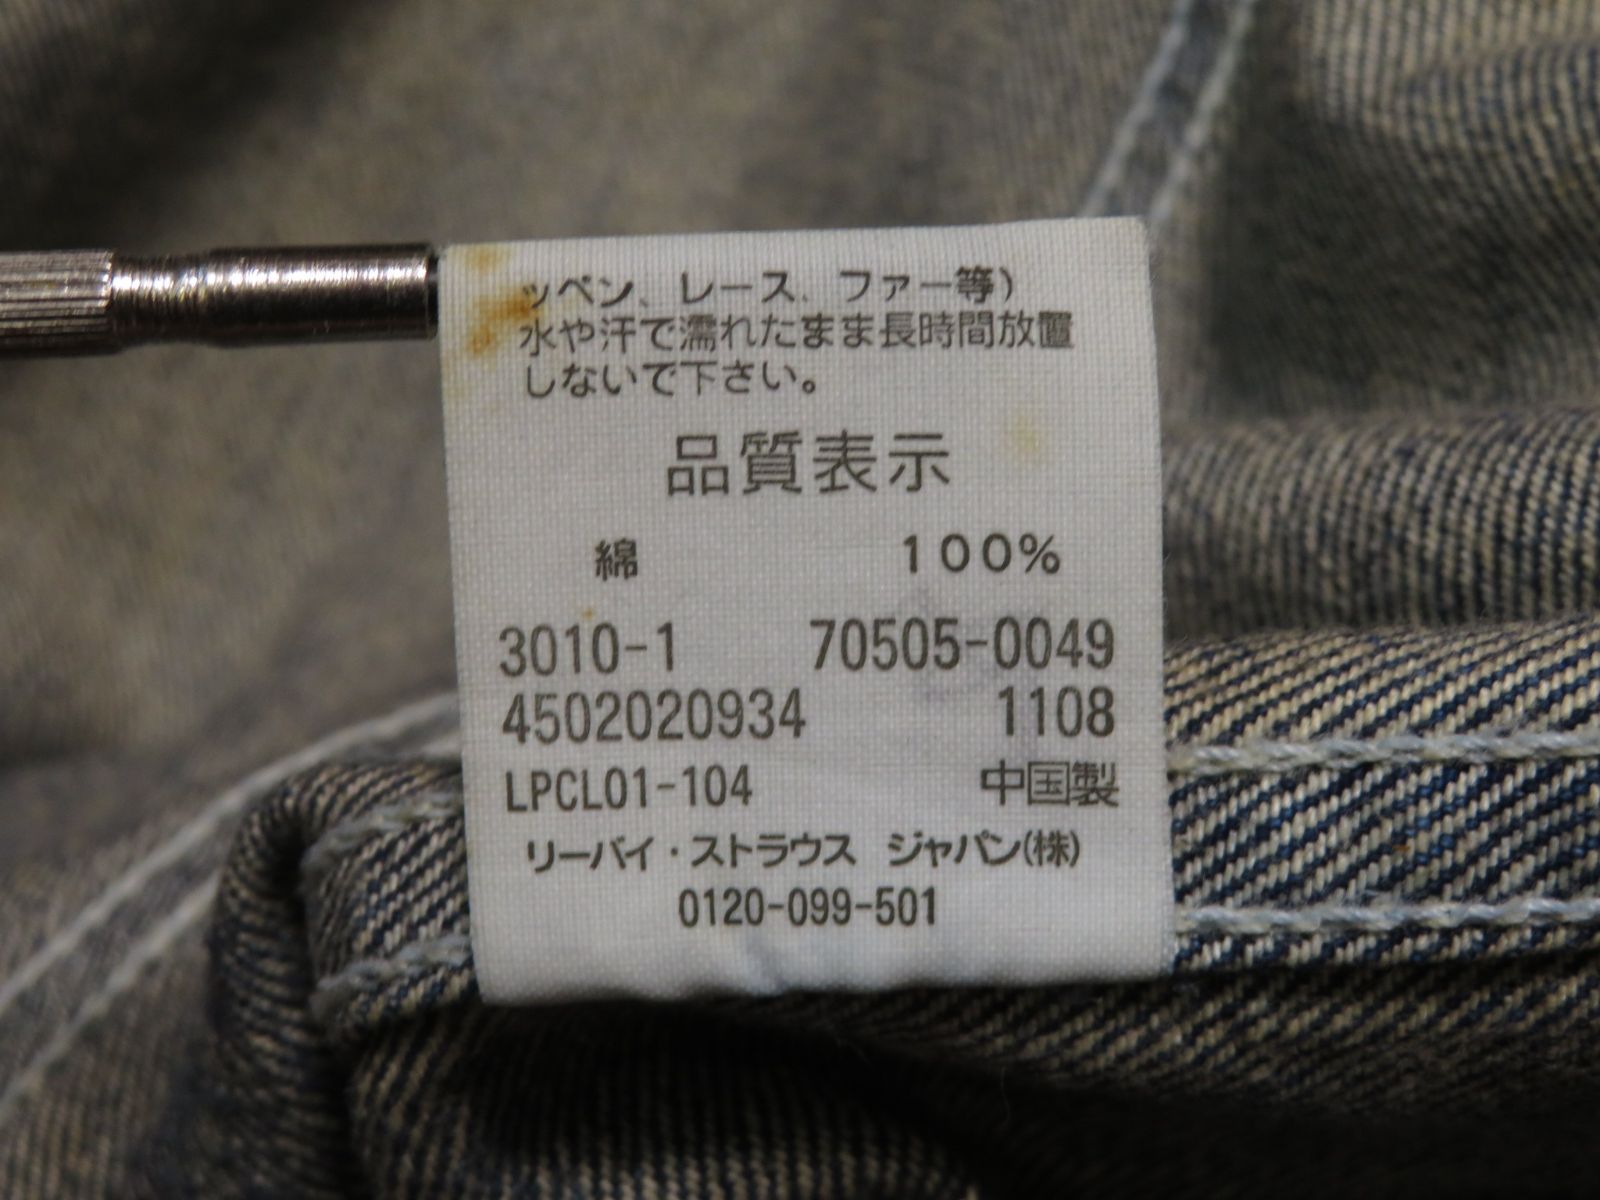 ッペン、レース、ファー等)
水や汗で濡れたまま長時間放置
しないで下さい。
品質表示
綿 100%
3010-1 70505-0049
4502020934 1108
LPCL01-104 中国製
リーバイ・ストラウス ジャパン(株)
0120-099-501